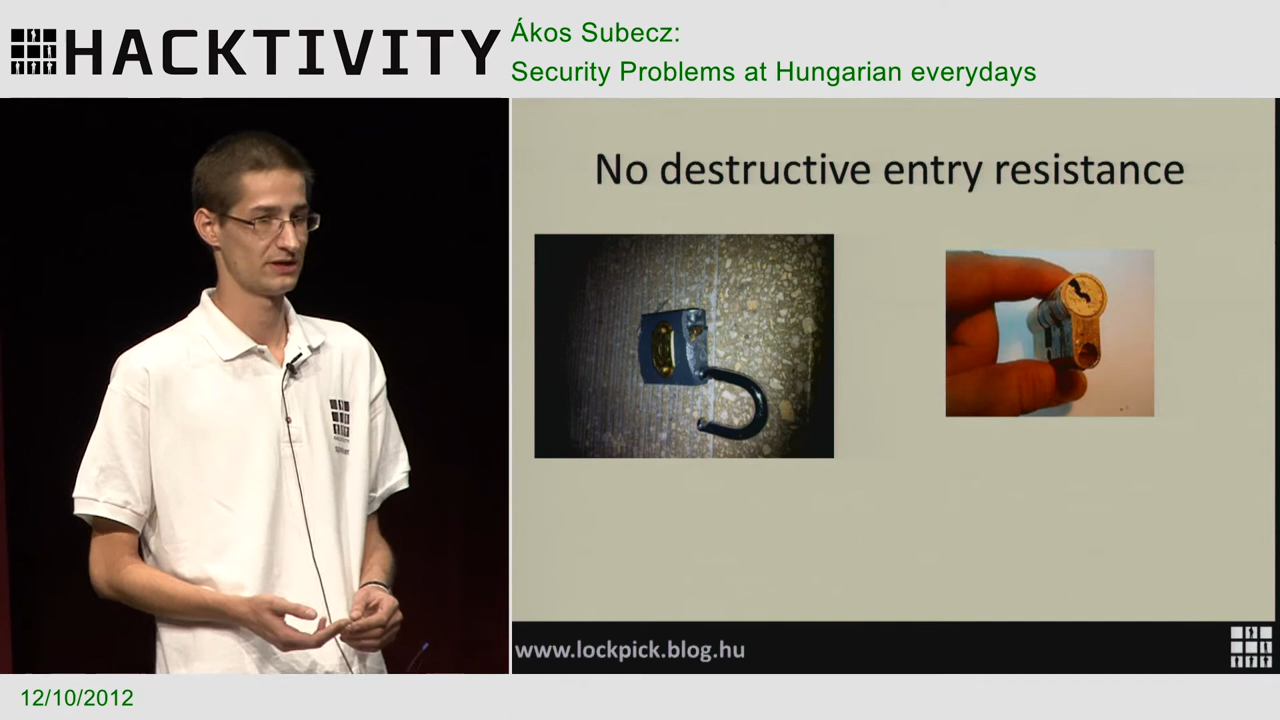 HACKTIVITY
Ákos Subecz:
Security Problems at Hungarian everydays
No destructive entry resistance
www.lockpick.blog.hu
12/10/2012